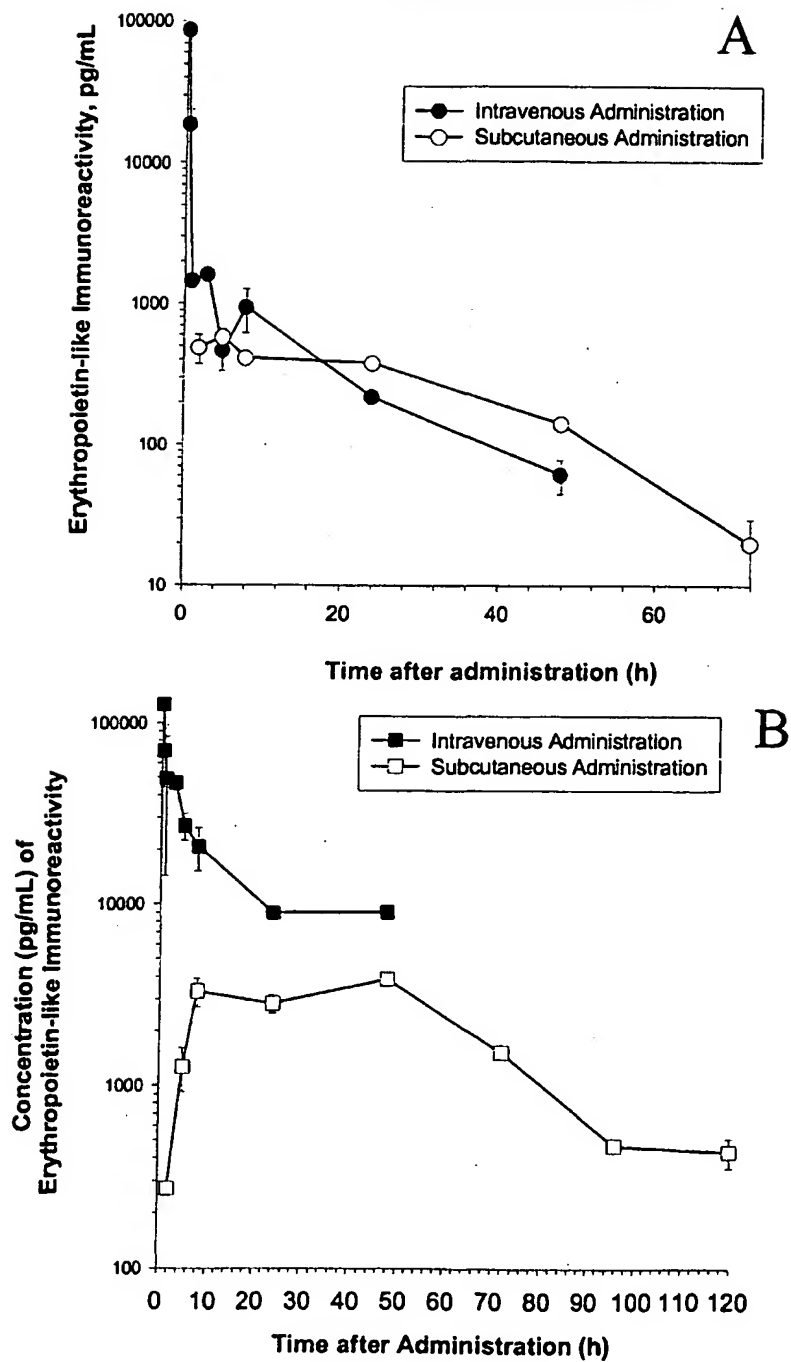 A
Erythropoietin-like Immunoreactivity, pg/mL
100000
10000
1000
100
10
Intravenous Administration
Subcutaneous Administration
0 20 40 60
Time after administration (h)
B
Concentration (pg/mL) of
Erythropoietin-like Immunoreactivity
100000
10000
1000
100
Intravenous Administration
Subcutaneous Administration
0 10 20 30 40 50 60 70 80 90 100 110 120
Time after Administration (h)